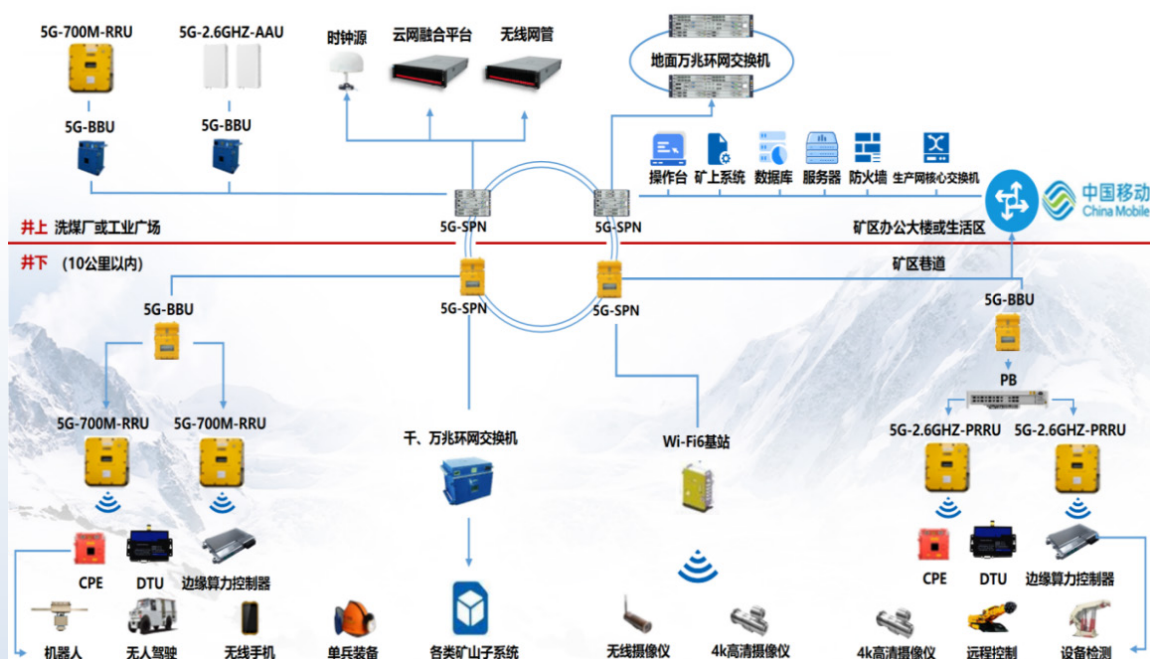 5G-700M-RRU
5G-2.6GHZ-AAU
时钟源
云网融合平台
无线网管
地面万兆环网交换机
5G-BBU
5G-BBU
操作台
矿上系统
数据库
服务器
防火墙
生产网核心交换机
中国移动
China Mobile
5G-SPN
5G-SPN
井上 洗煤厂或工业广场
矿区办公大楼或生活区
井下 (10公里以内)
矿区巷道
5G-SPN
5G-SPN
5G-BBU
5G-BBU
PB
5G-700M-RRU
5G-700M-RRU
千、万兆环网交换机
Wi-Fi6基站
5G-2.6GHZ-PRRU
5G-2.6GHZ-PRRU
CPE
DTU
边缘算力控制器
CPE
DTU
边缘算力控制器
机器人
无人驾驶
无线手机
单兵装备
各类矿山子系统
无线摄像仪
4k高清摄像仪
4k高清摄像仪
远程控制
设备检测